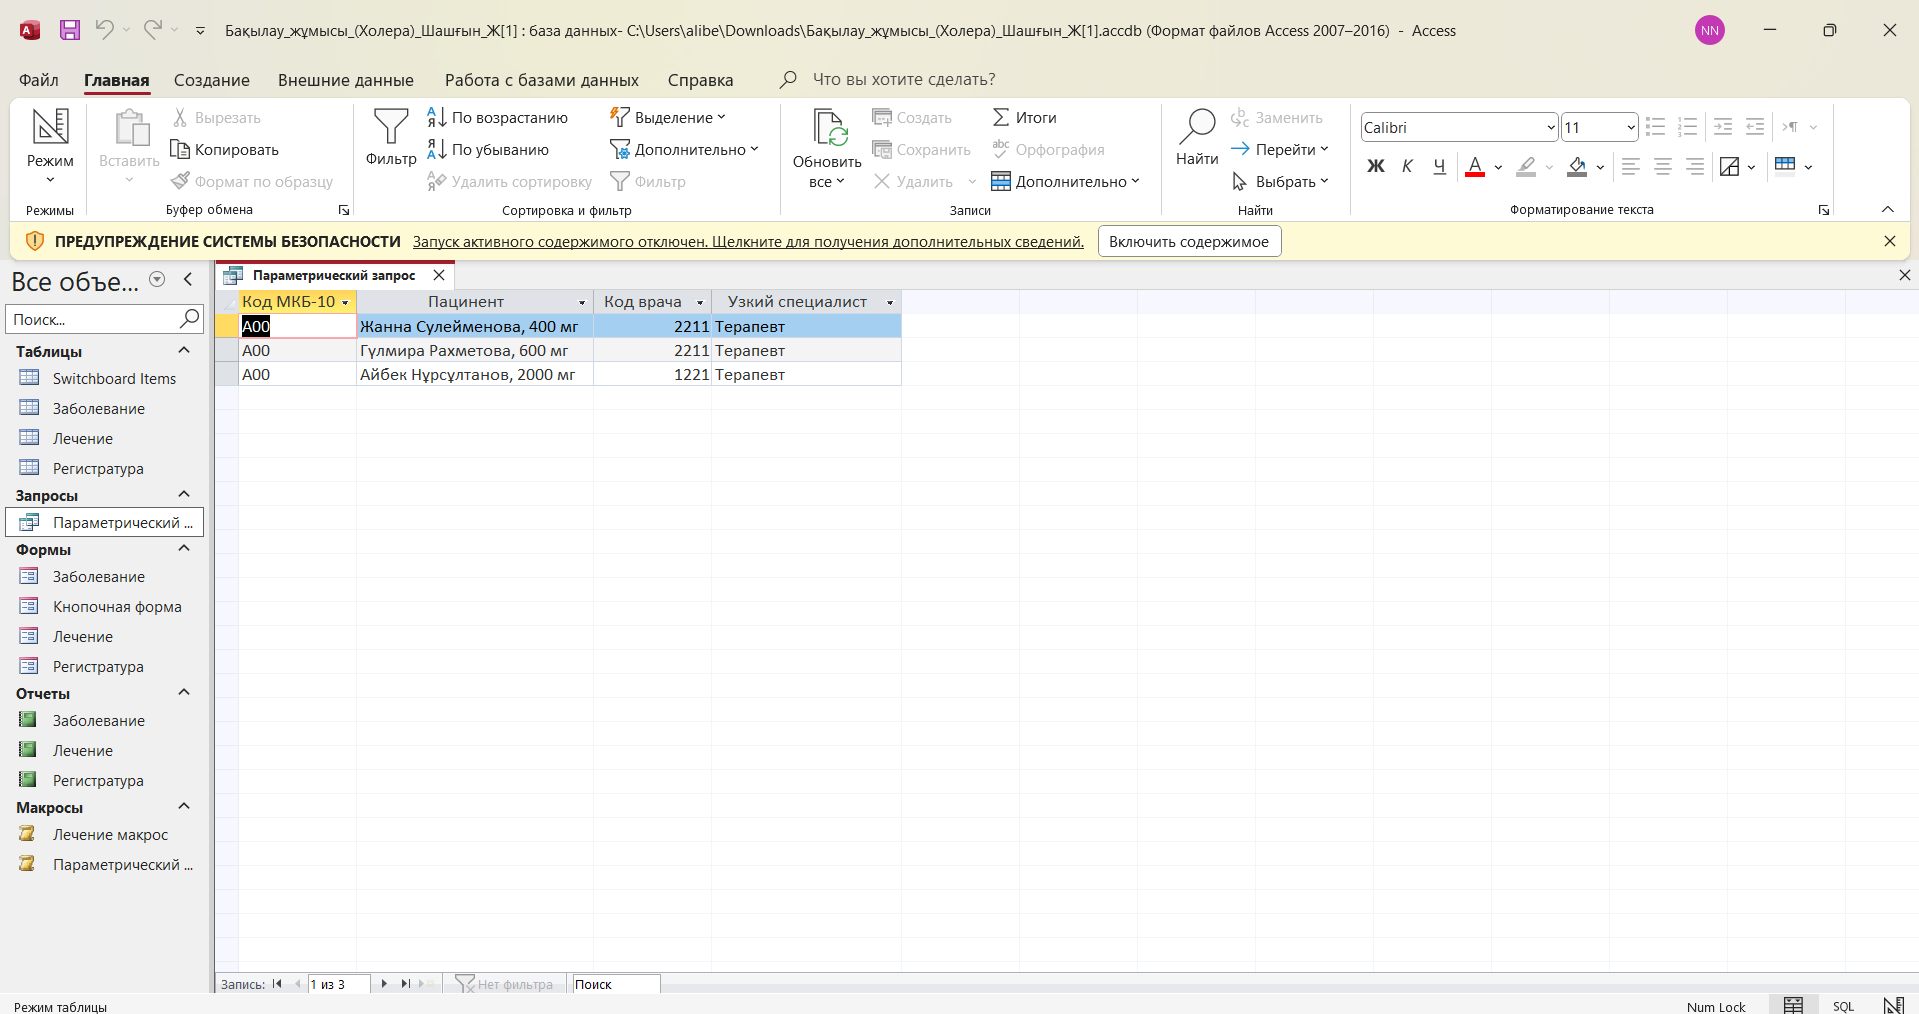 Бақылау_жұмысы_(Холера)_Шашғын_Ж[1] : база данных- C:\Users\alibe\Downloads\Бақылау_жұмысы_(Холера)_Шашғын_Ж[1].accdb (Формат файлов Access 2007–2016) - Access
NN
Файл Главная Создание Внешние данные Работа с базами данных Справка Что вы хотите сделать?
Режим
Режимы
Вставить
Вырезать
Копировать
Формат по образцу
Буфер обмена
Фильтр
По возрастанию
По убыванию
Удалить сортировку
Выделение
Дополнительно
Фильтр
Сортировка и фильтр
Обновить
все
Создать
Сохранить
Удалить
Итоги
Орфография
Дополнительно
Записи
Найти
Заменить
Перейти
Выбрать
Найти
Calibri 11
Ж К Ч А
Форматирование текста
ПРЕДУПРЕЖДЕНИЕ СИСТЕМЫ БЕЗОПАСНОСТИ Запуск активного содержимого отключен. Щелкните для получения дополнительных сведений. Включить содержимое
Все объе...
Поиск...
Таблицы
Switchboard Items
Заболевание
Лечение
Регистратура
Запросы
Параметрический ...
Формы
Заболевание
Кнопочная форма
Лечение
Регистратура
Отчеты
Заболевание
Лечение
Регистратура
Макросы
Лечение макрос
Параметрический ...
Параметрический запрос
Код МКБ-10 Пацинент Код врача Узкий специалист
A00 Жанна Сулейменова, 400 мг 2211 Терапевт
A00 Гүлмира Рахметова, 600 мг 2211 Терапевт
A00 Айбек Нұрсұлтанов, 2000 мг 1221 Терапевт
Запись: 1 из 3 Нет фильтра Поиск
Режим таблицы Num Lock SQL